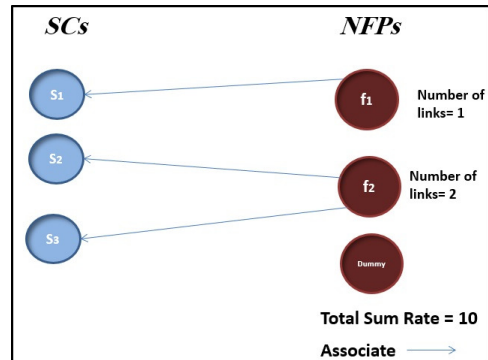 SCs NFPs
S1 f1 Number of
links= 1
S2 f2 Number of
links= 2
S3
Dummy
Total Sum Rate = 10
Associate